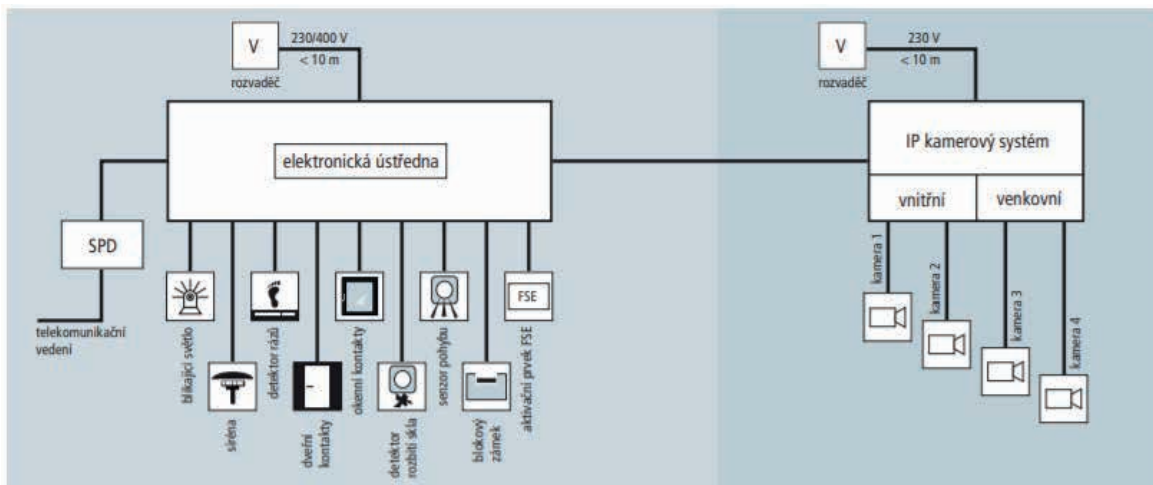 V
230/400 V
< 10 m
rozvaděč
elektronická ústředna
SPD
telekomunikační
vedení
blikající světlo
siréna
detektor rázů
dveřní
kontakty
okenní kontakty
detektor
rozbití skla
senzor pohybu
blokový
zámek
FSE
aktivační prvek FSE
V
230 V
< 10 m
rozvaděč
IP kamerový systém
vnitřní
venkovní
kamera 1
kamera 2
kamera 3
kamera 4